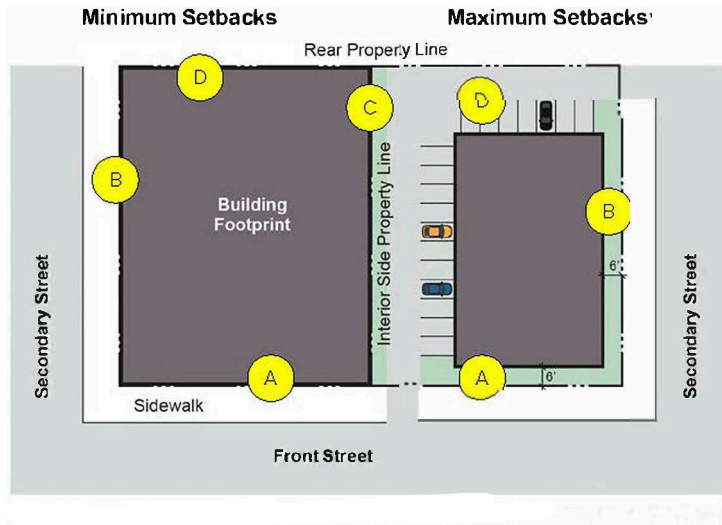 Minimum Setbacks
Maximum Setbacks¹
Rear Property Line
D
D
C
B
B
Building
Footprint
Interior Side Property Line
Secondary Street
Secondary Street
6'
A
A
6'
Sidewalk
Front Street